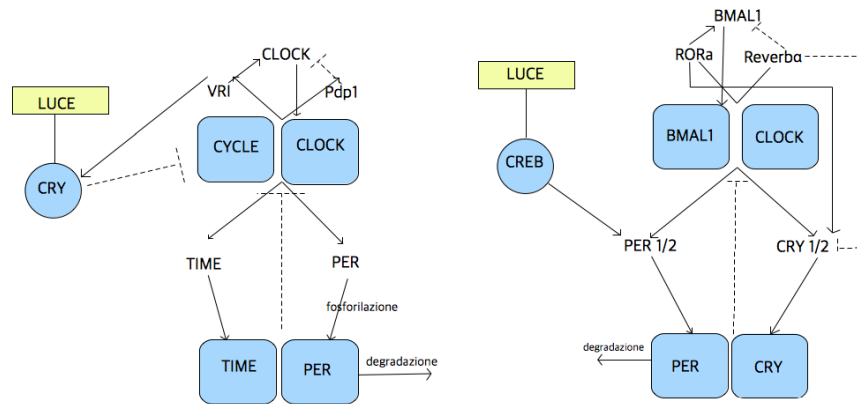 CLOCK
VRI
Pdp1
LUCE
CYCLE
CLOCK
CRY
TIME
PER
fosforilazione
TIME
PER
degradazione
BMAL1
RORa
Reverbα
LUCE
BMAL1
CLOCK
CREB
PER 1/2
CRY 1/2
degradazione
PER
CRY